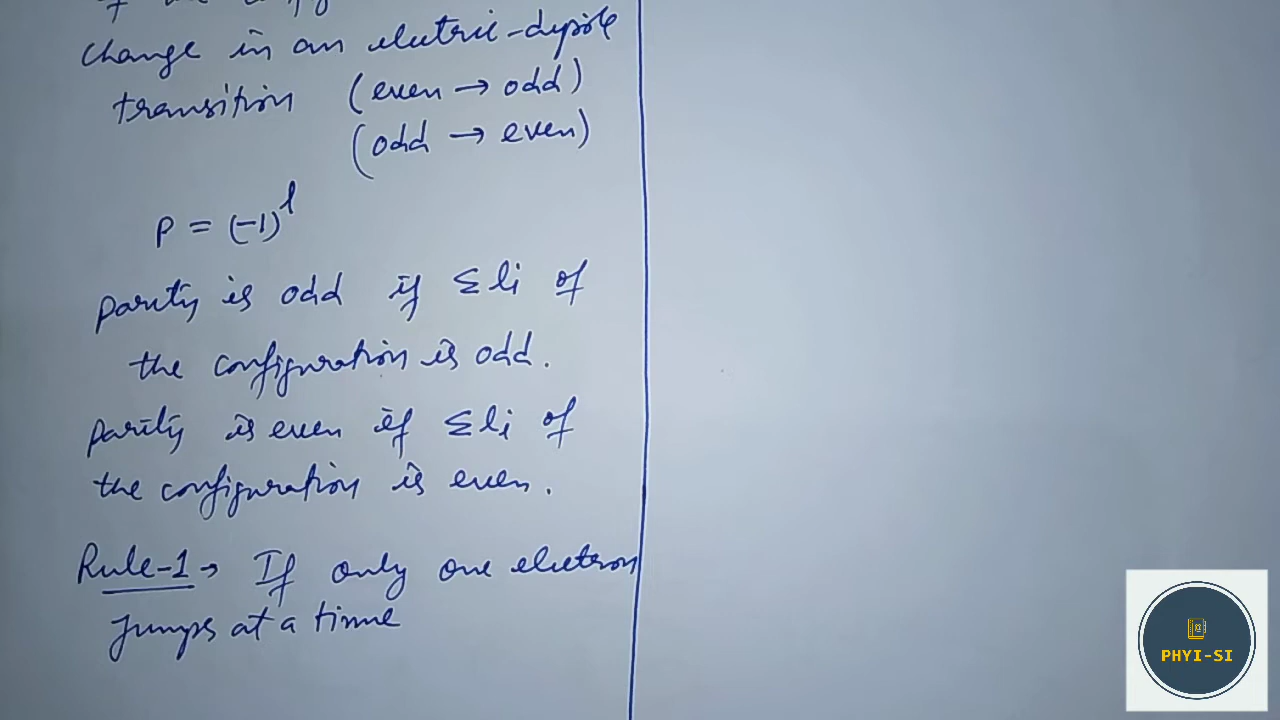 of the
change in an electric-dipole
transition (even → odd)
(odd → even)
P = (-1)^l
parity is odd if Σli of
the configuration is odd.
parity is even if Σli of
the configuration is even.
Rule-1→ If only one electron
Jumps at a time
PHYI-SI